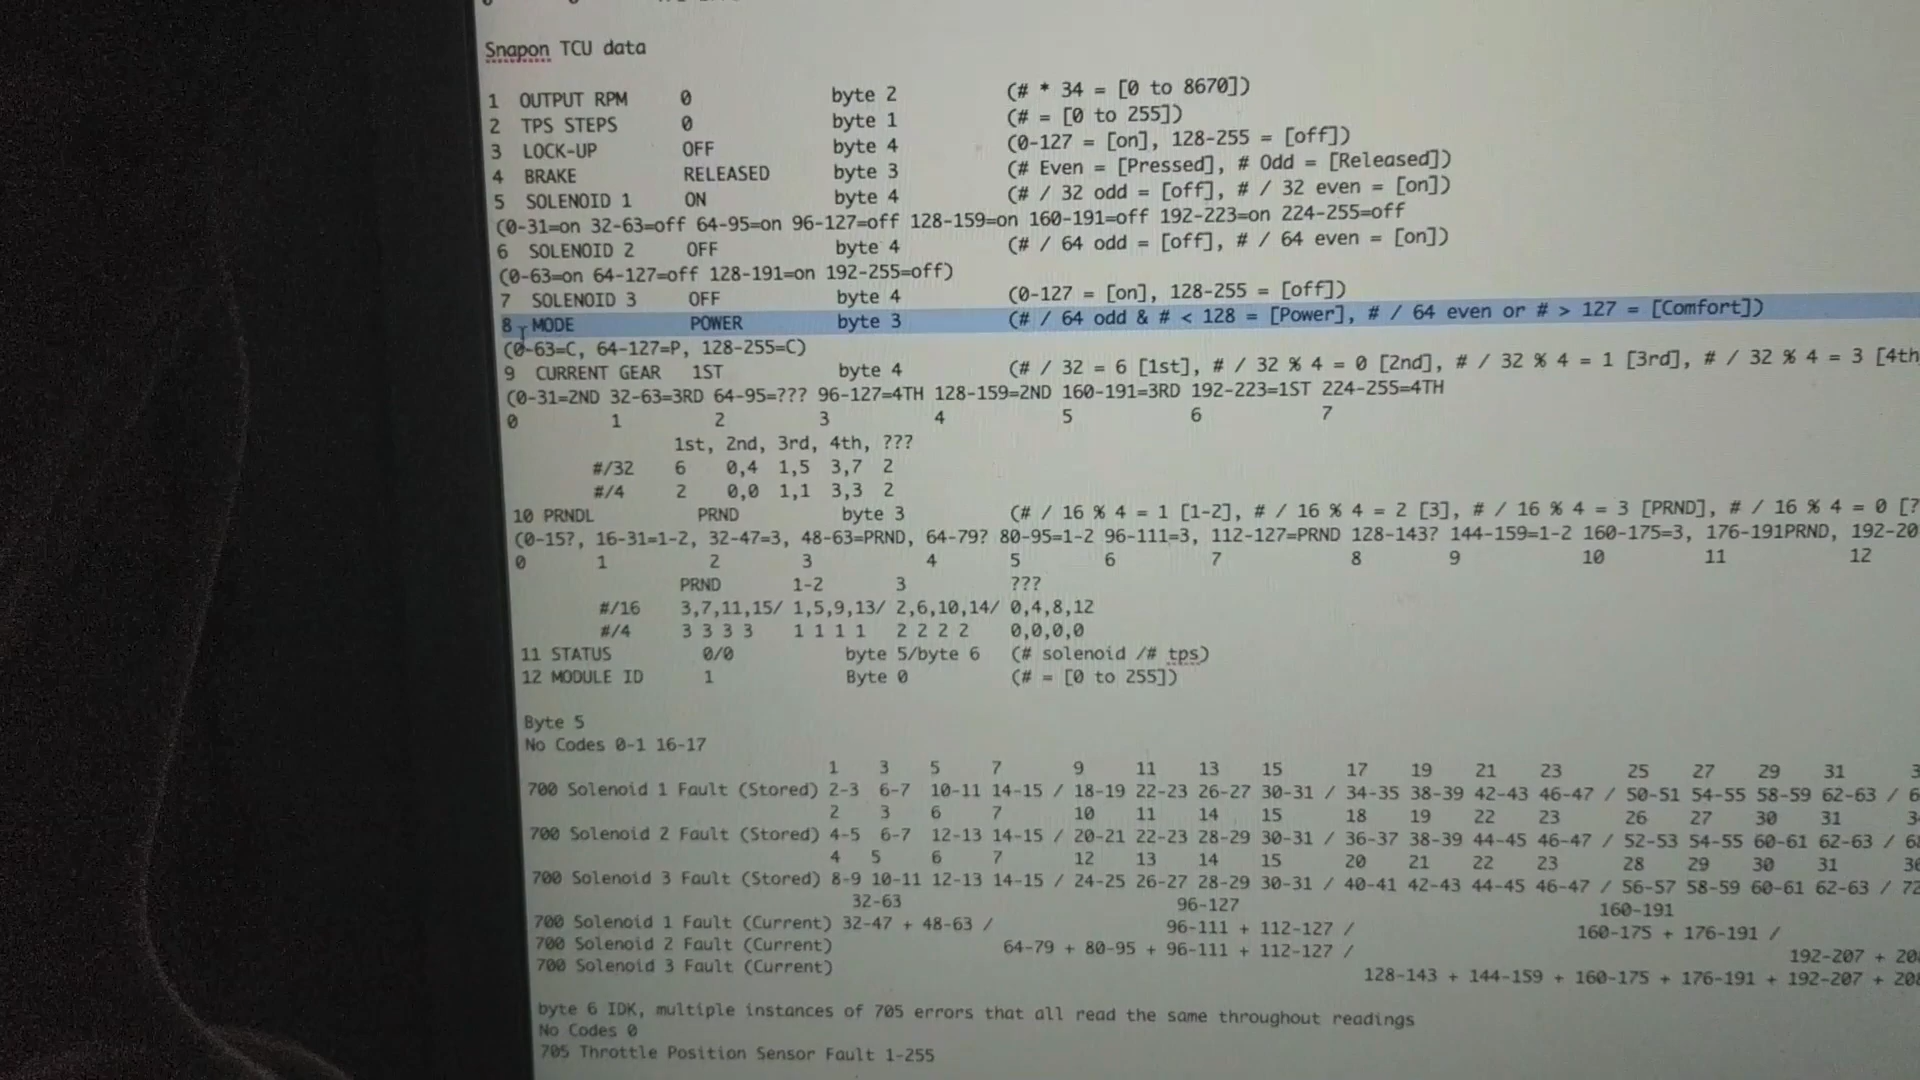 Snapon TCU data
1 OUTPUT RPM 0 byte 2 (# * 34 = [0 to 8670])
2 TPS STEPS 0 byte 1 (# = [0 to 255])
3 LOCK-UP OFF byte 4 (0-127 = [on], 128-255 = [off])
4 BRAKE RELEASED byte 3 (# Even = [Pressed], # Odd = [Released])
5 SOLENOID 1 ON byte 4 (# / 32 odd = [off], # / 32 even = [on])
(0-31=on 32-63=off 64-95=on 96-127=off 128-159=on 160-191=off 192-223=on 224-255=off
6 SOLENOID 2 OFF byte 4 (# / 64 odd = [off], # / 64 even = [on])
(0-63=on 64-127=off 128-191=on 192-255=off)
7 SOLENOID 3 OFF byte 4 (0-127 = [on], 128-255 = [off])
8 MODE POWER byte 3 (# / 64 odd & # < 128 = [Power], # / 64 even or # > 127 = [Comfort])
(0-63=C, 64-127=P, 128-255=C)
9 CURRENT GEAR 1ST byte 4 (# / 32 = 6 [1st], # / 32 % 4 = 0 [2nd], # / 32 % 4 = 1 [3rd], # / 32 % 4 = 3 [4th
(0-31=2ND 32-63=3RD 64-95=??? 96-127=4TH 128-159=2ND 160-191=3RD 192-223=1ST 224-255=4TH
0 1 2 3 4 5 6 7
1st, 2nd, 3rd, 4th, ???
#/32 6 0,4 1,5 3,7 2
#/4 2 0,0 1,1 3,3 2
10 PRNDL PRND byte 3 (# / 16 % 4 = 1 [1-2], # / 16 % 4 = 2 [3], # / 16 % 4 = 3 [PRND], # / 16 % 4 = 0 [?
(0-15?, 16-31=1-2, 32-47=3, 48-63=PRND, 64-79? 80-95=1-2 96-111=3, 112-127=PRND 128-143? 144-159=1-2 160-175=3, 176-191PRND, 192-20
0 1 2 3 4 5 6 7 8 9 10 11 12
PRND 1-2 3 ???
#/16 3,7,11,15/ 1,5,9,13/ 2,6,10,14/ 0,4,8,12
#/4 3 3 3 3 1 1 1 1 2 2 2 2 0,0,0,0
11 STATUS 0/0 byte 5/byte 6 (# solenoid /# tps)
12 MODULE ID 1 Byte 0 (# = [0 to 255])
Byte 5
No Codes 0-1 16-17
1 3 5 7 9 11 13 15 17 19 21 23 25 27 29 31 3
700 Solenoid 1 Fault (Stored) 2-3 6-7 10-11 14-15 / 18-19 22-23 26-27 30-31 / 34-35 38-39 42-43 46-47 / 50-51 54-55 58-59 62-63 / 6
2 3 6 7 10 11 14 15 18 19 22 23 26 27 30 31 3
700 Solenoid 2 Fault (Stored) 4-5 6-7 12-13 14-15 / 20-21 22-23 28-29 30-31 / 36-37 38-39 44-45 46-47 / 52-53 54-55 60-61 62-63 / 6
4 5 6 7 12 13 14 15 20 21 22 23 28 29 30 31 36
700 Solenoid 3 Fault (Stored) 8-9 10-11 12-13 14-15 / 24-25 26-27 28-29 30-31 / 40-41 42-43 44-45 46-47 / 56-57 58-59 60-61 62-63 / 72
32-63 96-127 160-191
700 Solenoid 1 Fault (Current) 32-47 + 48-63 / 96-111 + 112-127 / 160-175 + 176-191 /
700 Solenoid 2 Fault (Current) 64-79 + 80-95 + 96-111 + 112-127 / 192-207 + 20
700 Solenoid 3 Fault (Current) 128-143 + 144-159 + 160-175 + 176-191 + 192-207 + 20
byte 6 IDK, multiple instances of 705 errors that all read the same throughout readings
No Codes 0
705 Throttle Position Sensor Fault 1-255